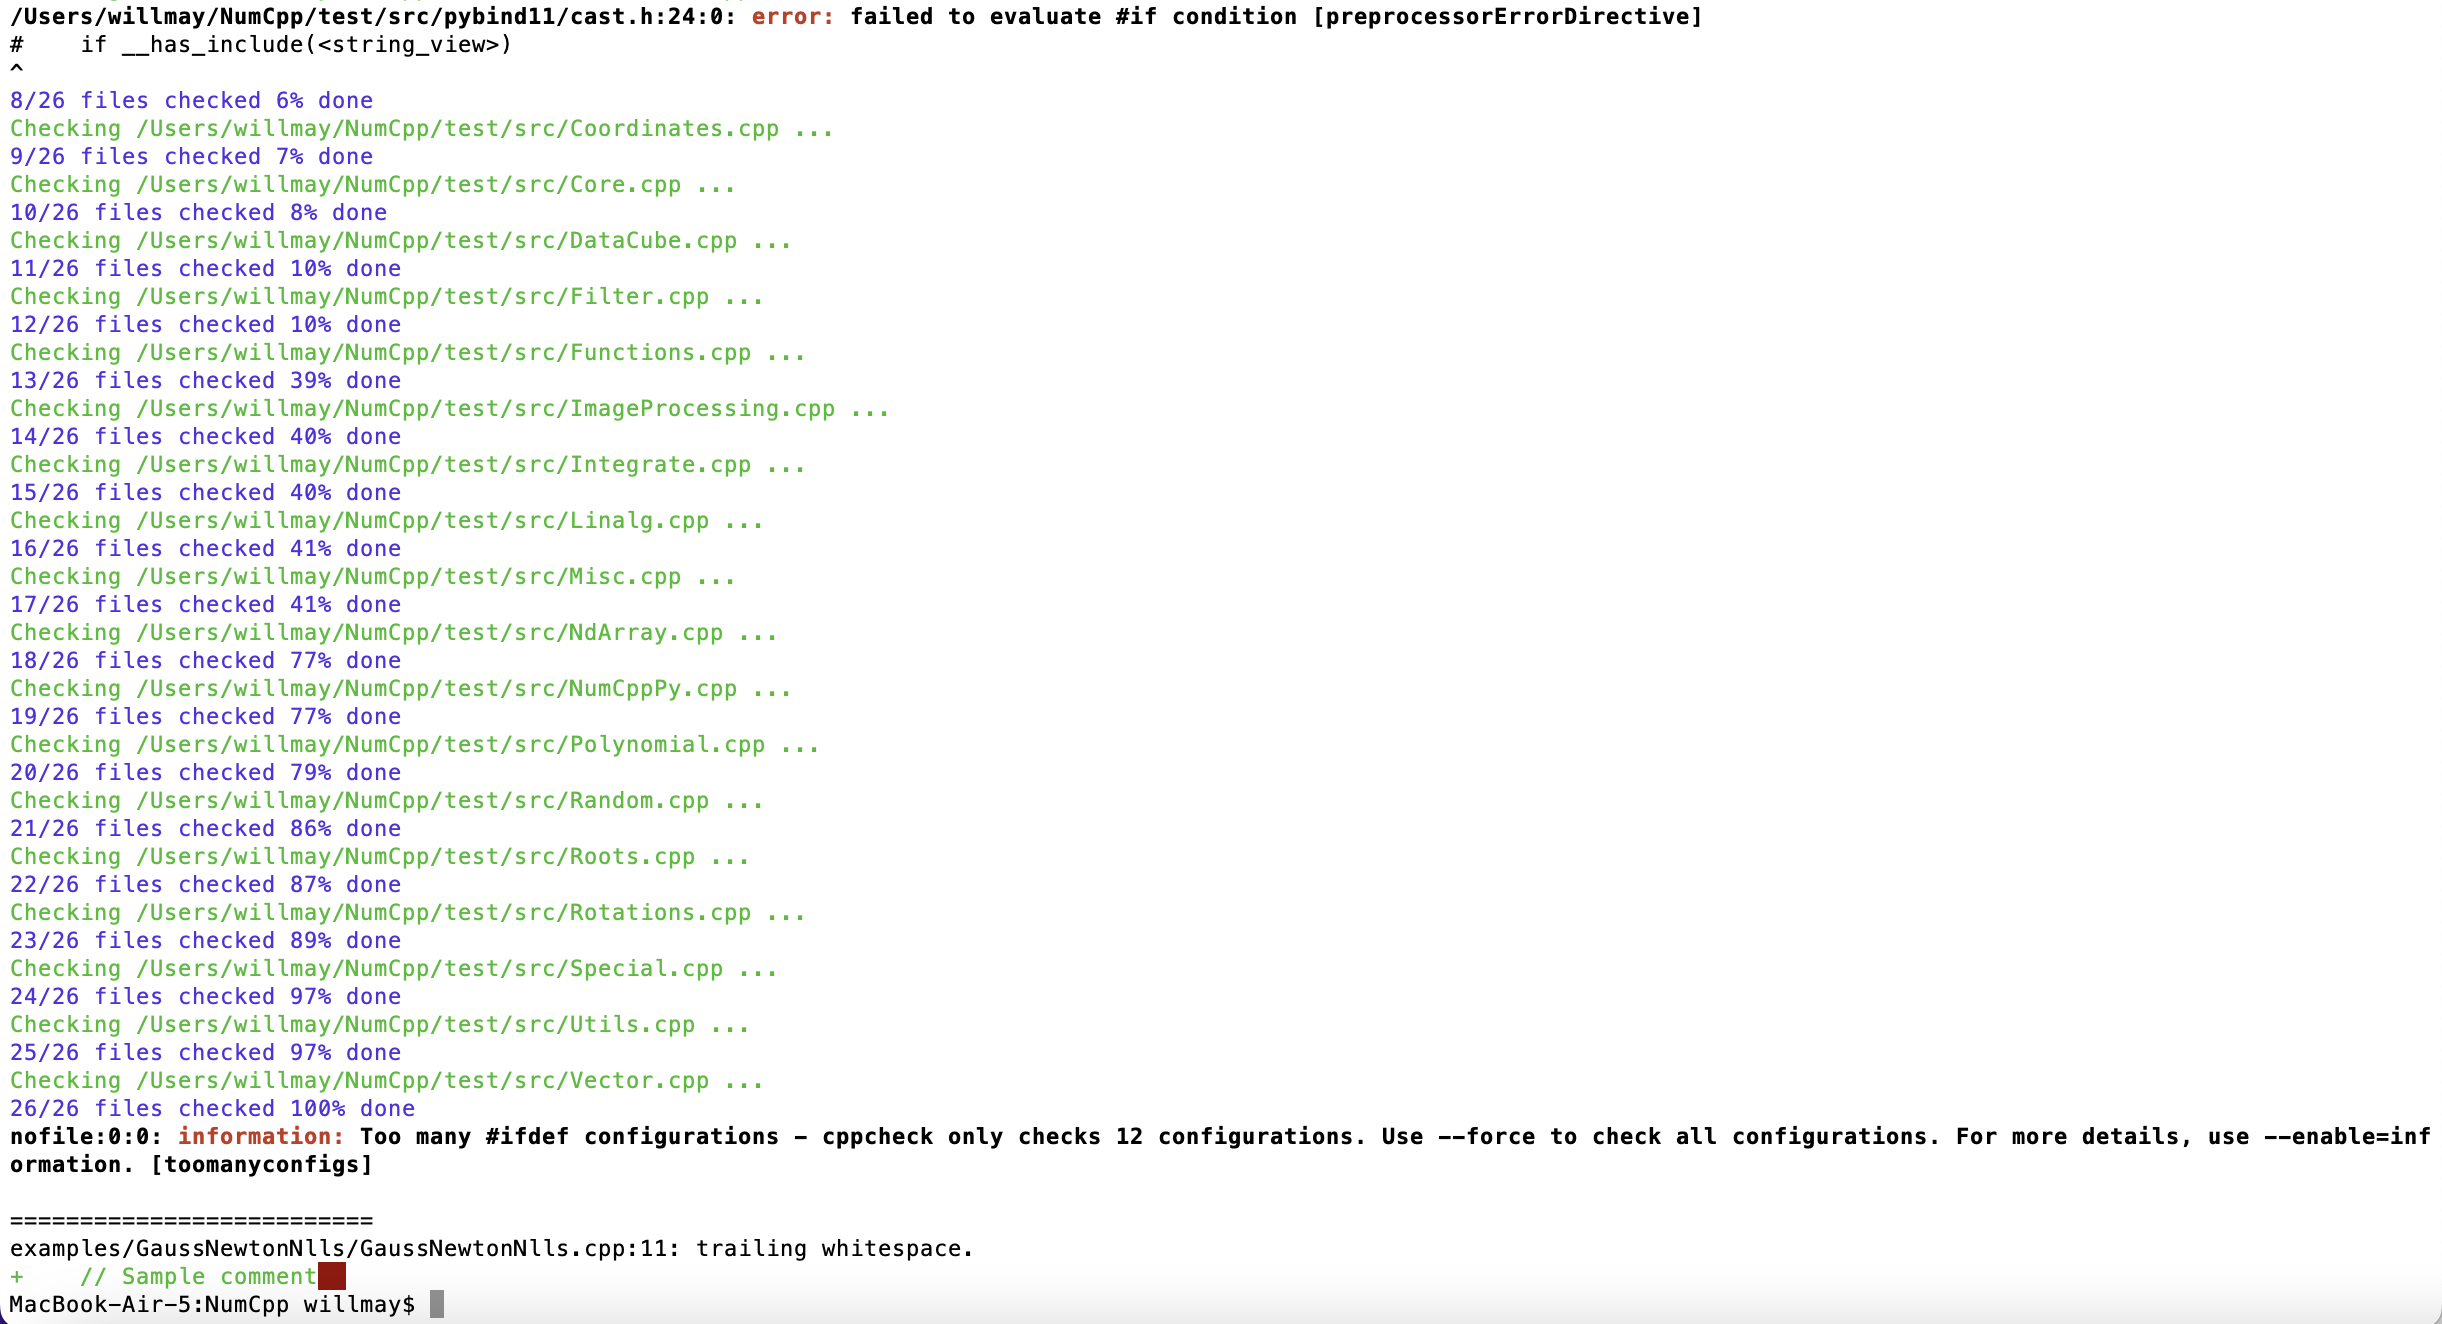 /Users/willmay/NumCpp/test/src/pybind11/cast.h:24:0: error: failed to evaluate #if condition [preprocessorErrorDirective]
#    if __has_include(<string_view>)
^
8/26 files checked 6% done
Checking /Users/willmay/NumCpp/test/src/Coordinates.cpp ...
9/26 files checked 7% done
Checking /Users/willmay/NumCpp/test/src/Core.cpp ...
10/26 files checked 8% done
Checking /Users/willmay/NumCpp/test/src/DataCube.cpp ...
11/26 files checked 10% done
Checking /Users/willmay/NumCpp/test/src/Filter.cpp ...
12/26 files checked 10% done
Checking /Users/willmay/NumCpp/test/src/Functions.cpp ...
13/26 files checked 39% done
Checking /Users/willmay/NumCpp/test/src/ImageProcessing.cpp ...
14/26 files checked 40% done
Checking /Users/willmay/NumCpp/test/src/Integrate.cpp ...
15/26 files checked 40% done
Checking /Users/willmay/NumCpp/test/src/Linalg.cpp ...
16/26 files checked 41% done
Checking /Users/willmay/NumCpp/test/src/Misc.cpp ...
17/26 files checked 41% done
Checking /Users/willmay/NumCpp/test/src/NdArray.cpp ...
18/26 files checked 77% done
Checking /Users/willmay/NumCpp/test/src/NumCppPy.cpp ...
19/26 files checked 77% done
Checking /Users/willmay/NumCpp/test/src/Polynomial.cpp ...
20/26 files checked 79% done
Checking /Users/willmay/NumCpp/test/src/Random.cpp ...
21/26 files checked 86% done
Checking /Users/willmay/NumCpp/test/src/Roots.cpp ...
22/26 files checked 87% done
Checking /Users/willmay/NumCpp/test/src/Rotations.cpp ...
23/26 files checked 89% done
Checking /Users/willmay/NumCpp/test/src/Special.cpp ...
24/26 files checked 97% done
Checking /Users/willmay/NumCpp/test/src/Utils.cpp ...
25/26 files checked 97% done
Checking /Users/willmay/NumCpp/test/src/Vector.cpp ...
26/26 files checked 100% done
nofile:0:0: information: Too many #ifdef configurations - cppcheck only checks 12 configurations. Use --force to check all configurations. For more details, use --enable=inf
ormation. [toomanyconfigs]
==========================
examples/GaussNewtonNlls/GaussNewtonNlls.cpp:11: trailing whitespace.
+    // Sample comment
MacBook-Air-5:NumCpp willmay$